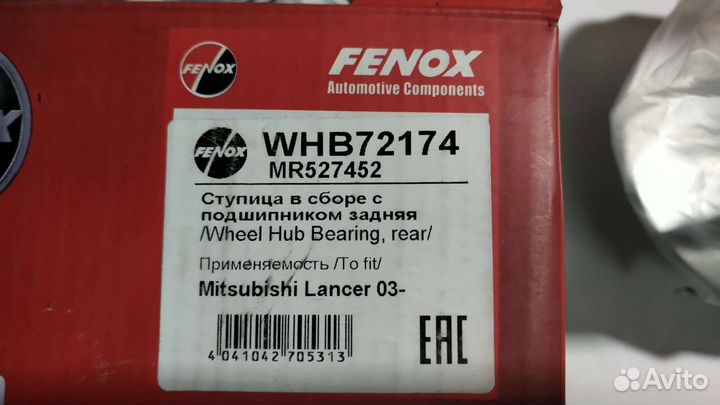 FENOX
FENOX
Automotive Components
FENOX
WHB72174
MR527452
Ступица в сборе с
подшипником задняя
/Wheel Hub Bearing, rear/
Применяемость /To fit/
Mitsubishi Lancer 03-
4 041042 705313
EAC
OX
Avito